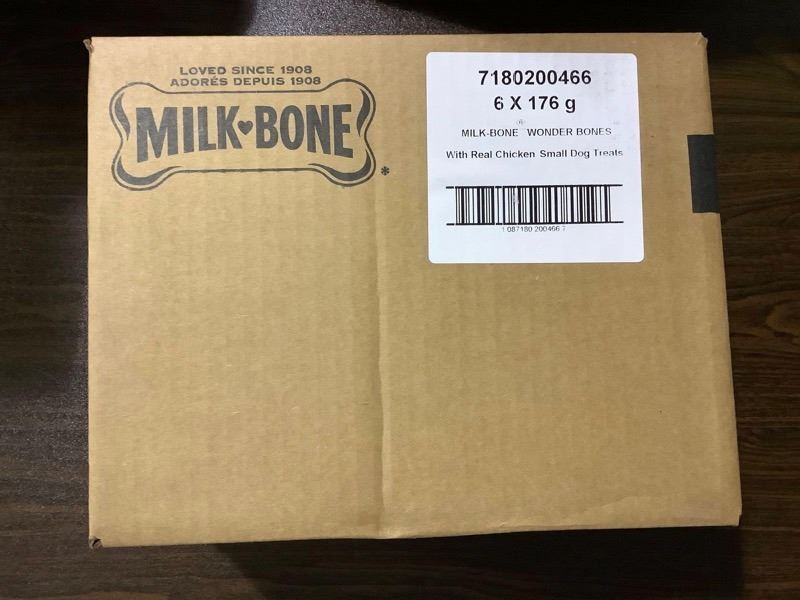 LOVED SINCE 1908
ADORÉS DEPUIS 1908
MILK♥BONE
*
7180200466
6 X 176 g
MILK-BONE® WONDER BONES
With Real Chicken Small Dog Treats
1 087180 200466 7